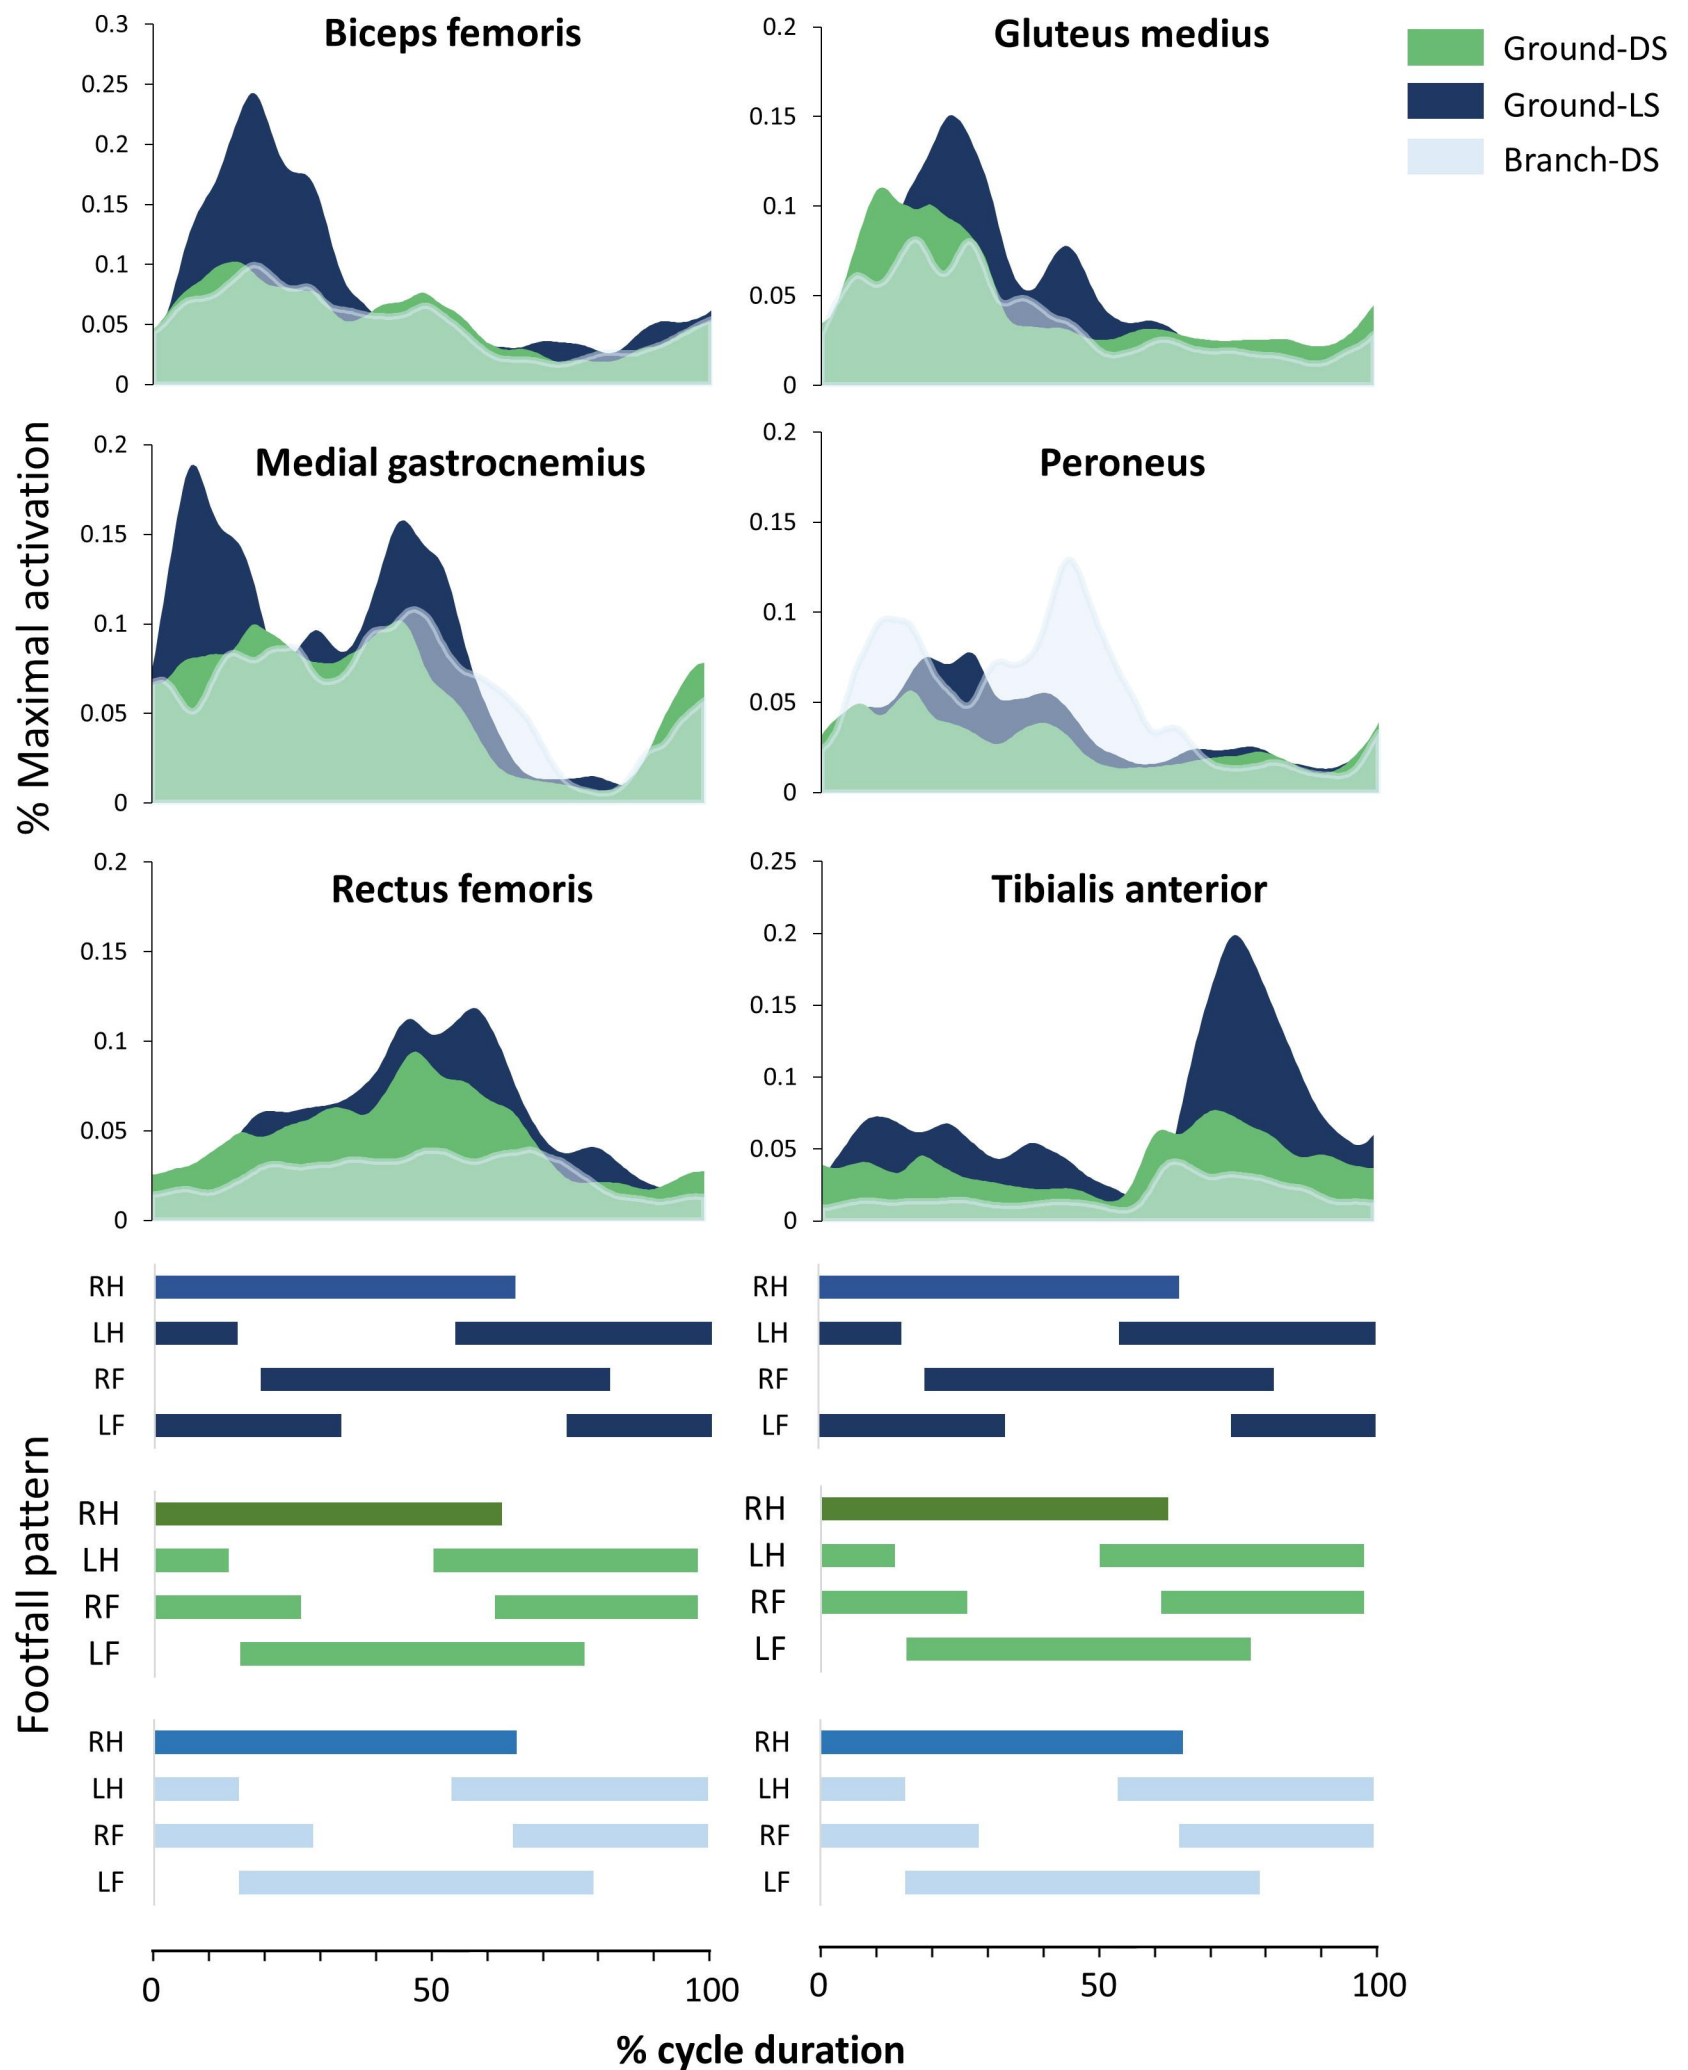 Biceps femoris
0.3
0.25
0.2
0.15
0.1
0.05
0
Gluteus medius
0.2
0.15
0.1
0.05
0
Ground-DS
Ground-LS
Branch-DS
% Maximal activation
Medial gastrocnemius
0.2
0.15
0.1
0.05
0
Peroneus
0.2
0.15
0.1
0.05
0
Rectus femoris
0.2
0.15
0.1
0.05
0
Tibialis anterior
0.25
0.2
0.15
0.1
0.05
0
Footfall pattern
RH
LH
RF
LF
RH
LH
RF
LF
RH
LH
RF
LF
RH
LH
RF
LF
RH
LH
RF
LF
RH
LH
RF
LF
0 50 100
0 50 100
% cycle duration